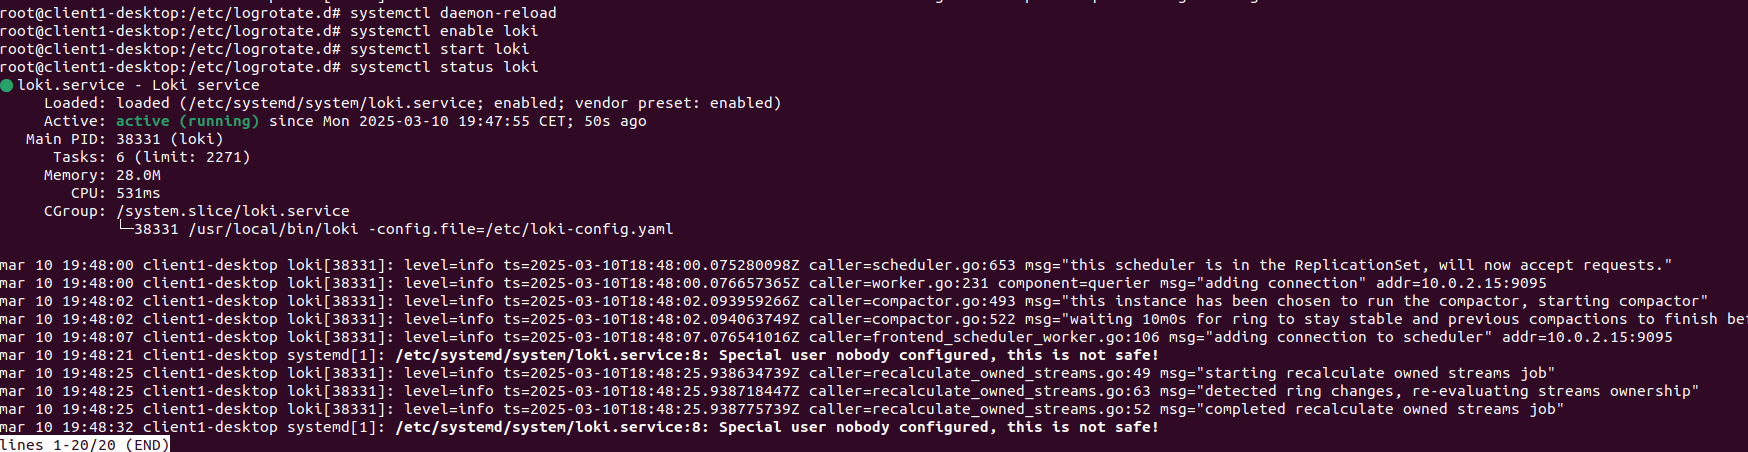 root@client1-desktop:/etc/logrotate.d# systemctl daemon-reload
root@client1-desktop:/etc/logrotate.d# systemctl enable loki
root@client1-desktop:/etc/logrotate.d# systemctl start loki
root@client1-desktop:/etc/logrotate.d# systemctl status loki
● loki.service - Loki service
     Loaded: loaded (/etc/systemd/system/loki.service; enabled; vendor preset: enabled)
     Active: active (running) since Mon 2025-03-10 19:47:55 CET; 50s ago
   Main PID: 38331 (loki)
      Tasks: 6 (limit: 2271)
     Memory: 28.0M
        CPU: 531ms
     CGroup: /system.slice/loki.service
             └─38331 /usr/local/bin/loki -config.file=/etc/loki-config.yaml
mar 10 19:48:00 client1-desktop loki[38331]: level=info ts=2025-03-10T18:48:00.075280098Z caller=scheduler.go:653 msg="this scheduler is in the ReplicationSet, will now accept requests."
mar 10 19:48:00 client1-desktop loki[38331]: level=info ts=2025-03-10T18:48:00.076657365Z caller=worker.go:231 component=querier msg="adding connection" addr=10.0.2.15:9095
mar 10 19:48:02 client1-desktop loki[38331]: level=info ts=2025-03-10T18:48:02.093959266Z caller=compactor.go:493 msg="this instance has been chosen to run the compactor, starting compactor"
mar 10 19:48:02 client1-desktop loki[38331]: level=info ts=2025-03-10T18:48:02.094063749Z caller=compactor.go:522 msg="waiting 10m0s for ring to stay stable and previous compactions to finish bef
mar 10 19:48:07 client1-desktop loki[38331]: level=info ts=2025-03-10T18:48:07.076541016Z caller=frontend_scheduler_worker.go:106 msg="adding connection to scheduler" addr=10.0.2.15:9095
mar 10 19:48:21 client1-desktop systemd[1]: /etc/systemd/system/loki.service:8: Special user nobody configured, this is not safe!
mar 10 19:48:25 client1-desktop loki[38331]: level=info ts=2025-03-10T18:48:25.938634739Z caller=recalculate_owned_streams.go:49 msg="starting recalculate owned streams job"
mar 10 19:48:25 client1-desktop loki[38331]: level=info ts=2025-03-10T18:48:25.938718447Z caller=recalculate_owned_streams.go:63 msg="detected ring changes, re-evaluating streams ownership"
mar 10 19:48:25 client1-desktop loki[38331]: level=info ts=2025-03-10T18:48:25.938775739Z caller=recalculate_owned_streams.go:52 msg="completed recalculate owned streams job"
mar 10 19:48:32 client1-desktop systemd[1]: /etc/systemd/system/loki.service:8: Special user nobody configured, this is not safe!
lines 1-20/20 (END)